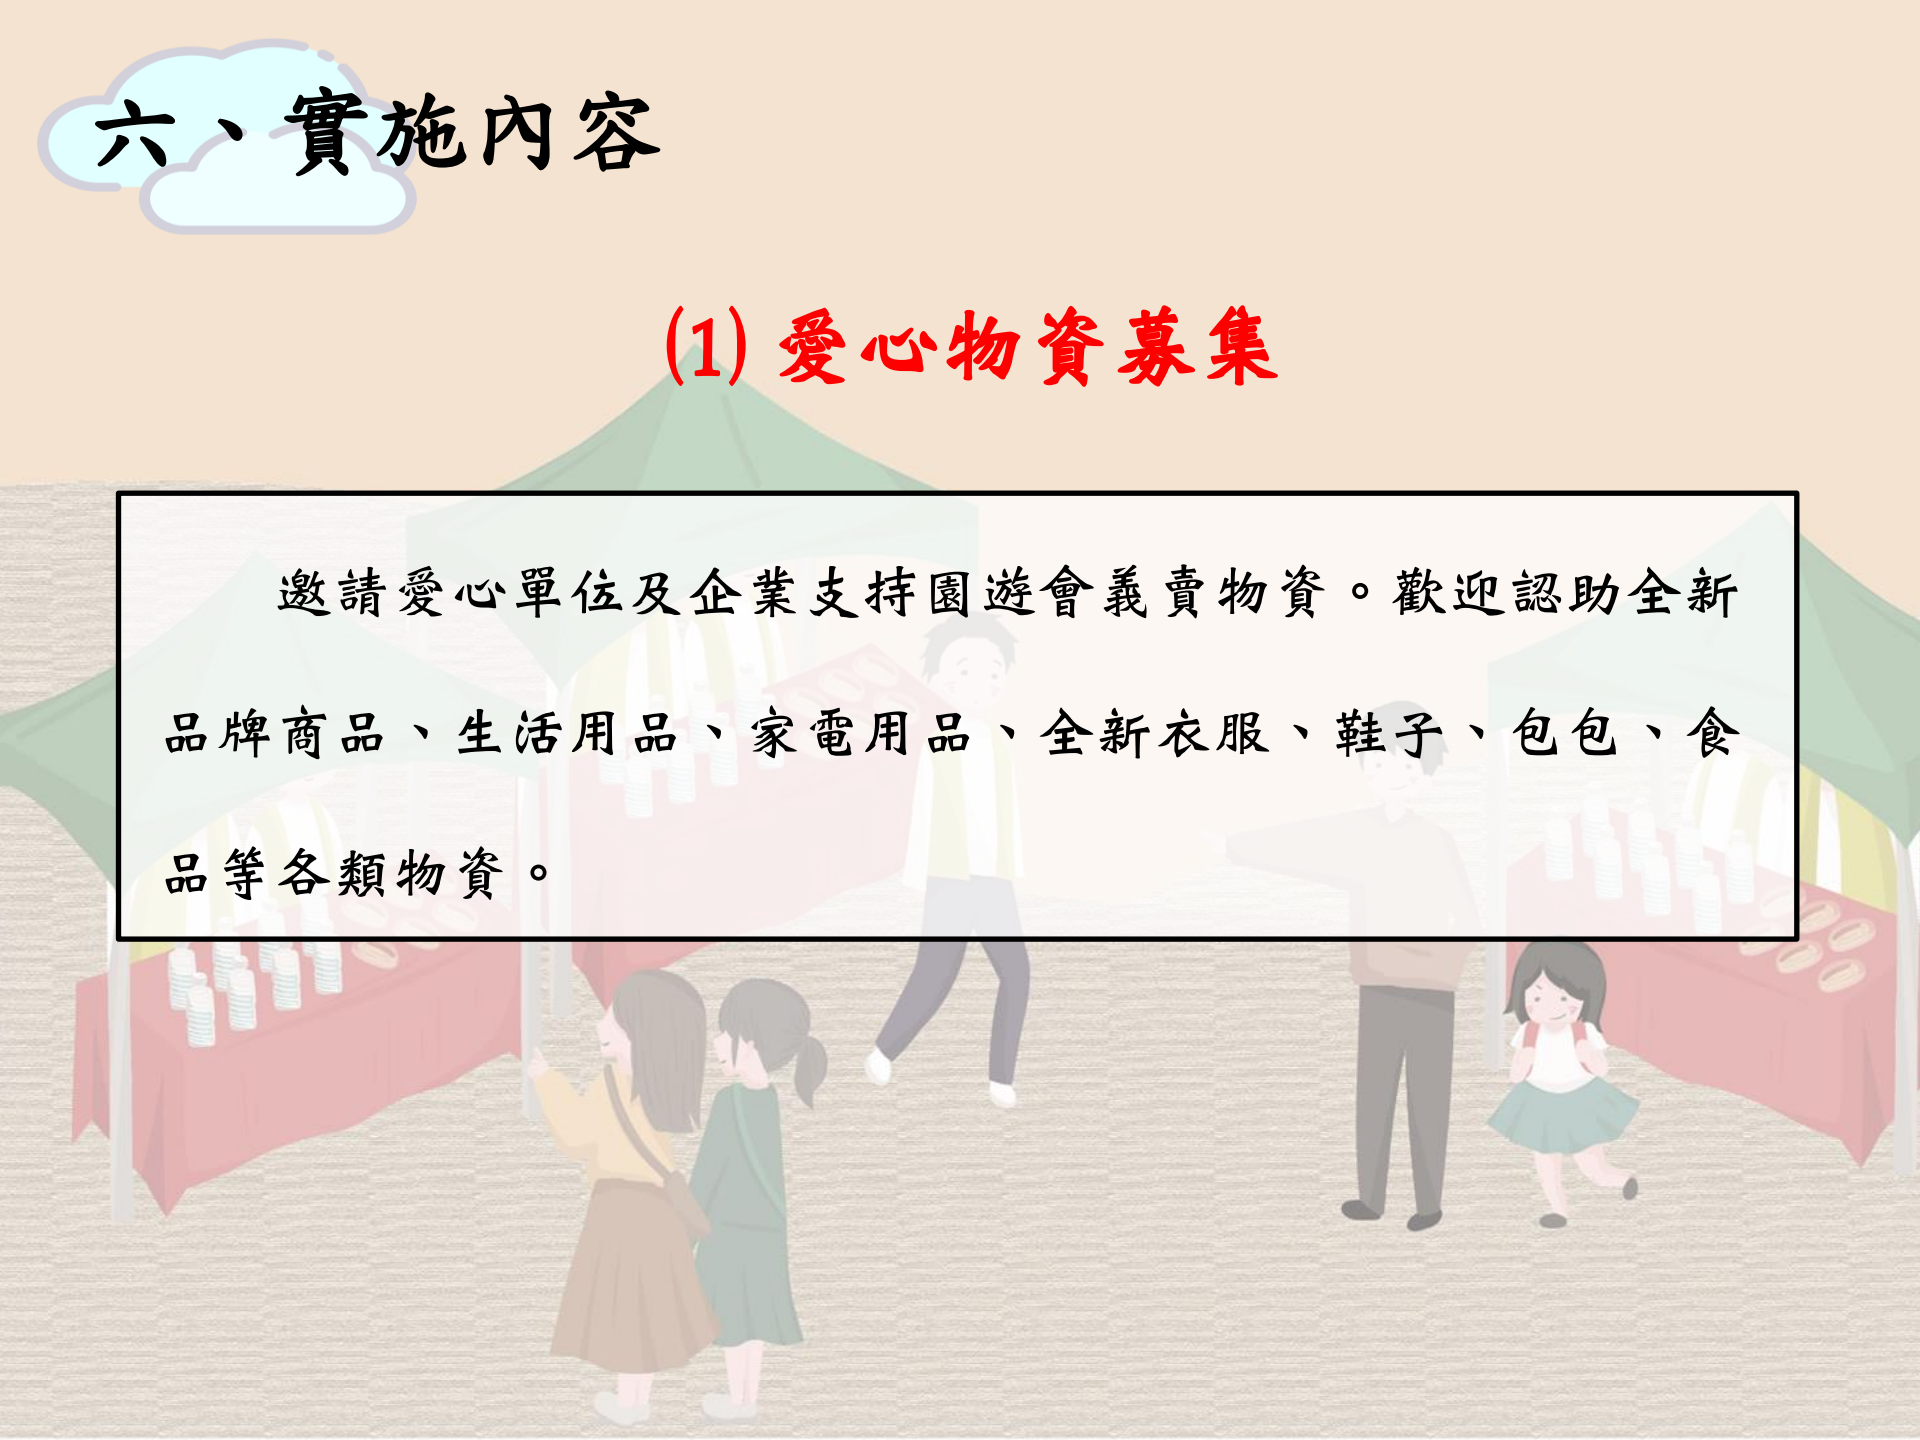 六、實施內容
(1)愛心物資募集
邀請愛心單位及企業支持園遊會義賣物資。歡迎認助全新
品牌商品、生活用品、家電用品、全新衣服、鞋子、包包、食
品等各類物資。